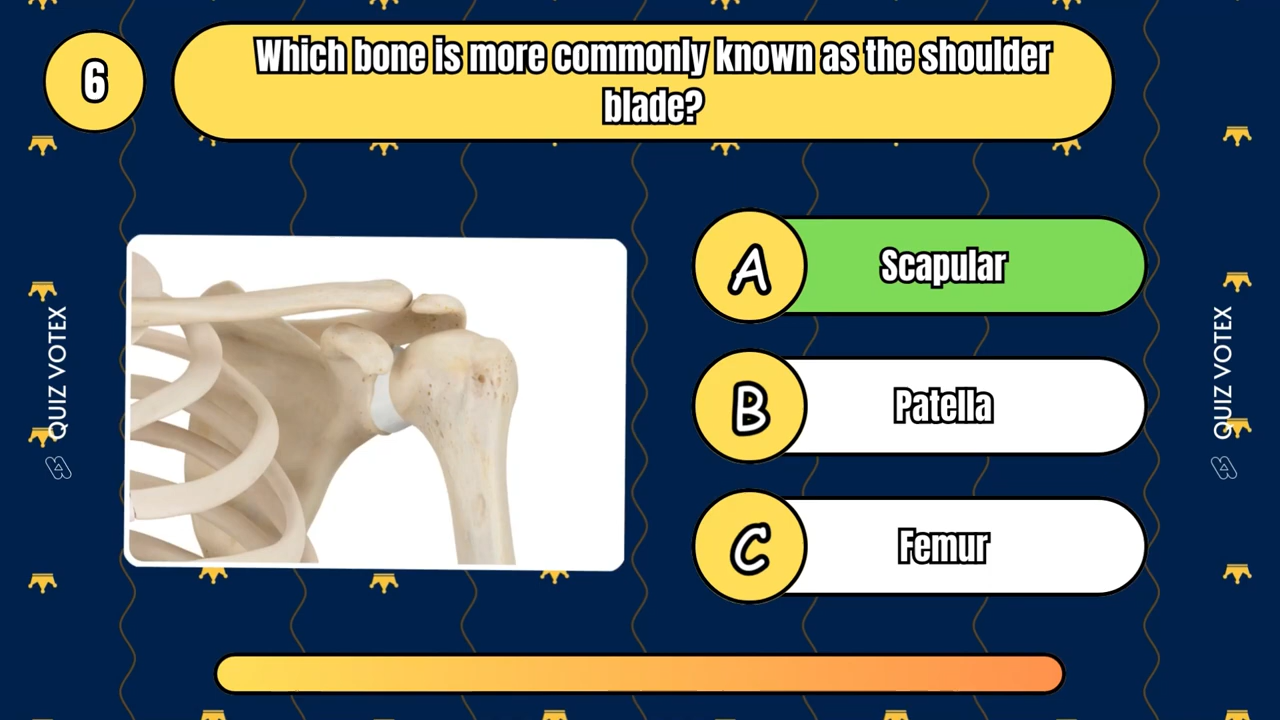 6
Which bone is more commonly known as the shoulder
blade?
A
Scapular
B
Patella
C
Femur
QUIZ VOTEX
QUIZ VOTEX